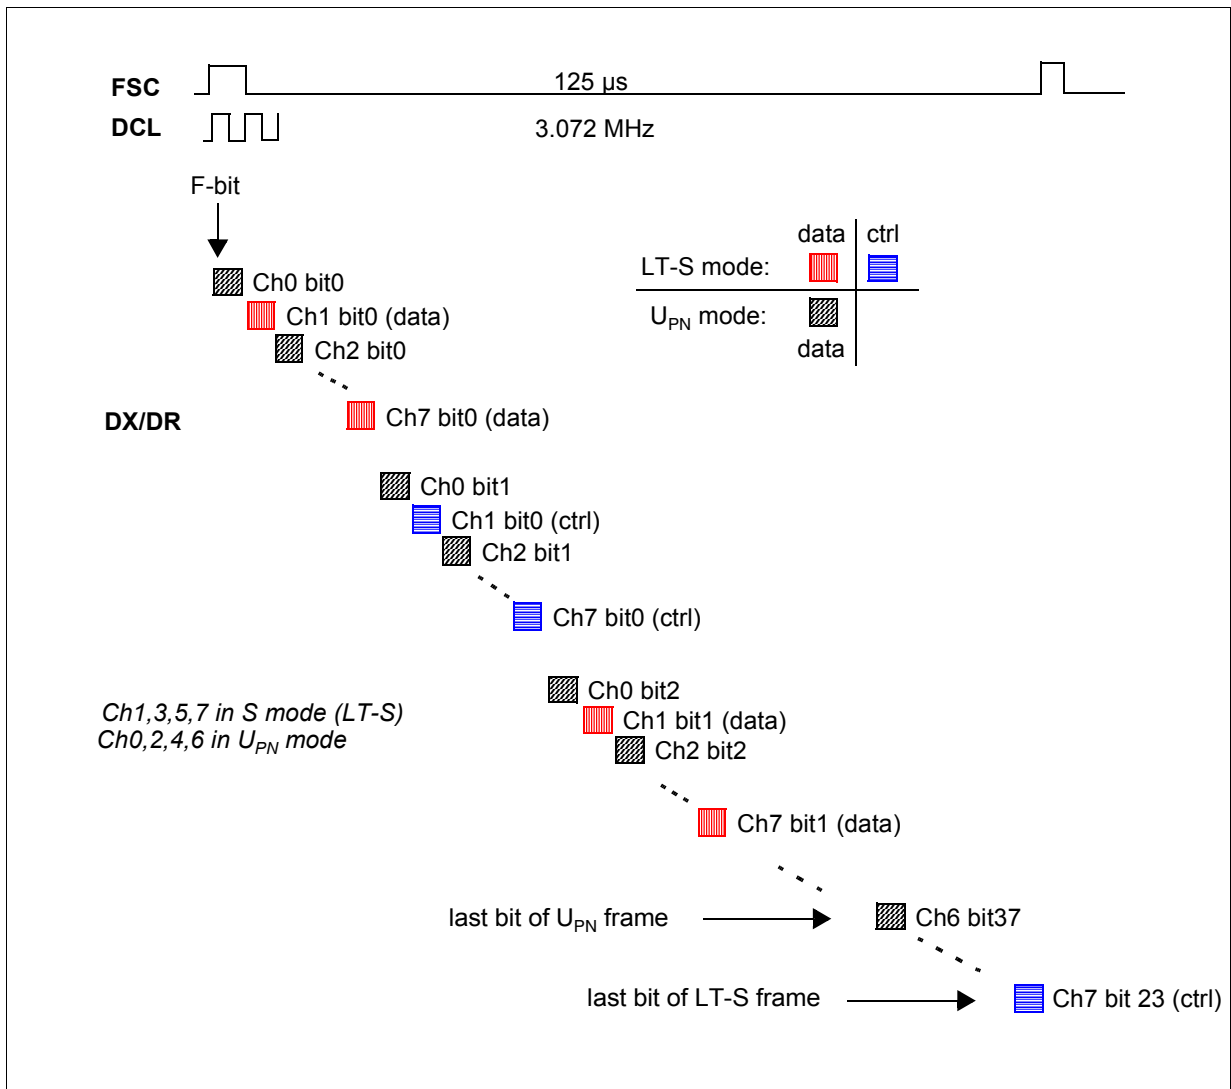 FSC
125 µs
DCL
3.072 MHz
F-bit
data ctrl
LT-S mode:
UPN mode:
data
Ch0 bit0
Ch1 bit0 (data)
Ch2 bit0
DX/DR
Ch7 bit0 (data)
Ch0 bit1
Ch1 bit0 (ctrl)
Ch2 bit1
Ch7 bit0 (ctrl)
Ch0 bit2
Ch1 bit1 (data)
Ch2 bit2
Ch1,3,5,7 in S mode (LT-S)
Ch0,2,4,6 in UPN mode
Ch7 bit1 (data)
last bit of UPN frame
Ch6 bit37
last bit of LT-S frame
Ch7 bit 23 (ctrl)